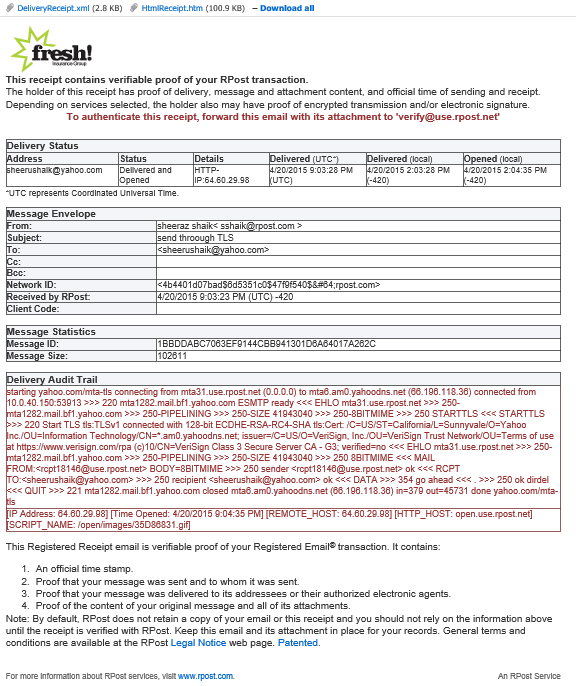 DeliveryReceipt.xml (2.8 KB) HtmlReceipt.htm (100.9 KB) – Download all
fresh!
Insurance Group
This receipt contains verifiable proof of your RPost transaction.
The holder of this receipt has proof of delivery, message and attachment content, and official time of sending and receipt.
Depending on services selected, the holder also may have proof of encrypted transmission and/or electronic signature.
To authenticate this receipt, forward this email with its attachment to 'verify@use.rpost.net'
Delivery Status
Address Status Details Delivered (UTC*) Delivered (local) Opened (local)
sheerushaik@yahoo.com Delivered and HTTP- 4/20/2015 9:03:28 PM 4/20/2015 2:03:28 PM 4/20/2015 2:04:35 PM
Opened IP:64.60.29.98 (UTC) (-420) (-420)
*UTC represents Coordinated Universal Time.
Message Envelope
From: sheeraz shaik< sshaik@rpost.com >
Subject: send throough TLS
To: <sheerushaik@yahoo.com>
Cc:
Bcc:
Network ID: <4b4401d07bad$6d5351c0$47f9f540$&#64;rpost.com>
Received by RPost: 4/20/2015 9:03:23 PM (UTC) -420
Client Code:
Message Statistics
Message ID: 1BBDDABC7063EF9144CBB941301D6A64017A262C
Message Size: 102611
Delivery Audit Trail
starting yahoo.com/mta-tls connecting from mta31.use.rpost.net (0.0.0.0) to mta6.am0.yahoodns.net (66.196.118.36) connected from
10.0.40.150:53913 >>> 220 mta1282.mail.bf1.yahoo.com ESMTP ready <<< EHLO mta31.use.rpost.net >>> 250-
mta1282.mail.bf1.yahoo.com >>> 250-PIPELINING >>> 250-SIZE 41943040 >>> 250-8BITMIME >>> 250 STARTTLS <<< STARTTLS
>>> 220 Start TLS tls:TLSv1 connected with 128-bit ECDHE-RSA-RC4-SHA tls:Cert: /C=US/ST=California/L=Sunnyvale/O=Yahoo
Inc./OU=Information Technology/CN=*.am0.yahoodns.net; issuer=/C=US/O=VeriSign, Inc./OU=VeriSign Trust Network/OU=Terms of use
at https://www.verisign.com/rpa (c)10/CN=VeriSign Class 3 Secure Server CA - G3; verified=no <<< EHLO mta31.use.rpost.net >>> 250-
mta1282.mail.bf1.yahoo.com >>> 250-PIPELINING >>> 250-SIZE 41943040 >>> 250 8BITMIME <<< MAIL
FROM:<rcpt18146@use.rpost.net> BODY=8BITMIME >>> 250 sender <rcpt18146@use.rpost.net> ok <<< RCPT
TO:<sheerushaik@yahoo.com> >>> 250 recipient <sheerushaik@yahoo.com> ok <<< DATA >>> 354 go ahead <<< . >>> 250 ok dirdel
<<< QUIT >>> 221 mta1282.mail.bf1.yahoo.com closed mta6.am0.yahoodns.net (66.196.118.36) in=379 out=45731 done yahoo.com/mta-
tls
[IP Address: 64.60.29.98] [Time Opened: 4/20/2015 9:04:35 PM] [REMOTE_HOST: 64.60.29.98] [HTTP_HOST: open.use.rpost.net]
[SCRIPT_NAME: /open/images/35D86831.gif]
This Registered Receipt email is verifiable proof of your Registered Email® transaction. It contains:
1. An official time stamp.
2. Proof that your message was sent and to whom it was sent.
3. Proof that your message was delivered to its addressees or their authorized electronic agents.
4. Proof of the content of your original message and all of its attachments.
Note: By default, RPost does not retain a copy of your email or this receipt and you should not rely on the information above
until the receipt is verified with RPost. Keep this email and its attachment in place for your records. General terms and
conditions are available at the RPost Legal Notice web page. Patented.
For more information about RPost services, visit www.rpost.com. An RPost Service